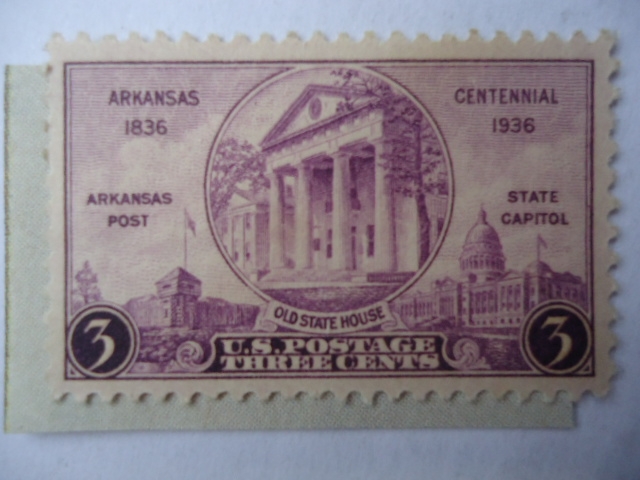 ARKANSAS
1836
CENTENNIAL
1936
ARKANSAS
POST
STATE
CAPITOL
OLD STATE HOUSE
3
U.S. POSTAGE
THREE CENTS
3